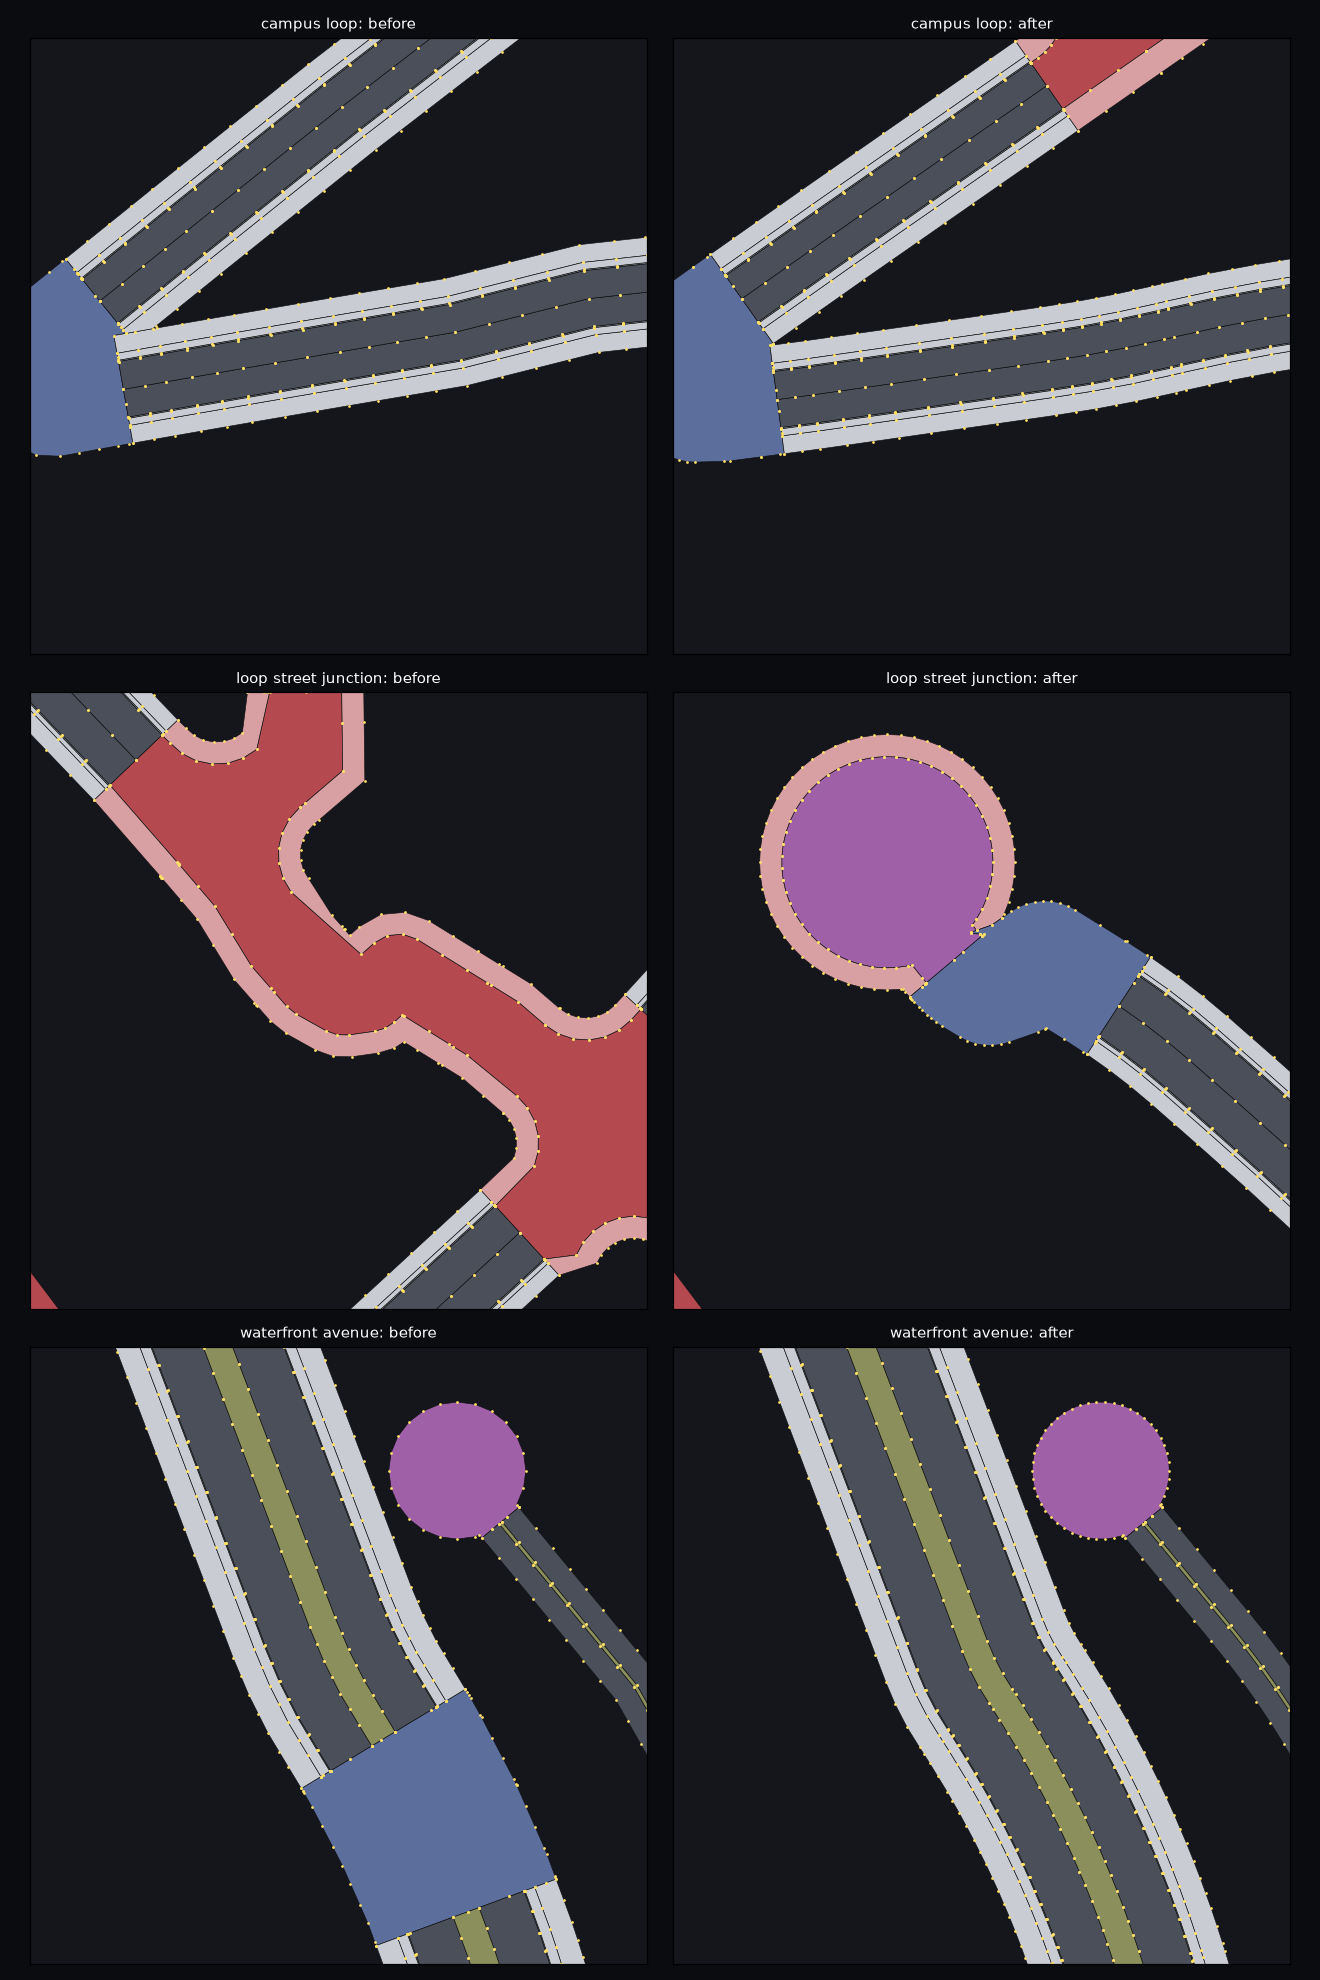 campus loop: before
campus loop: after
loop street junction: before
loop street junction: after
waterfront avenue: before
waterfront avenue: after